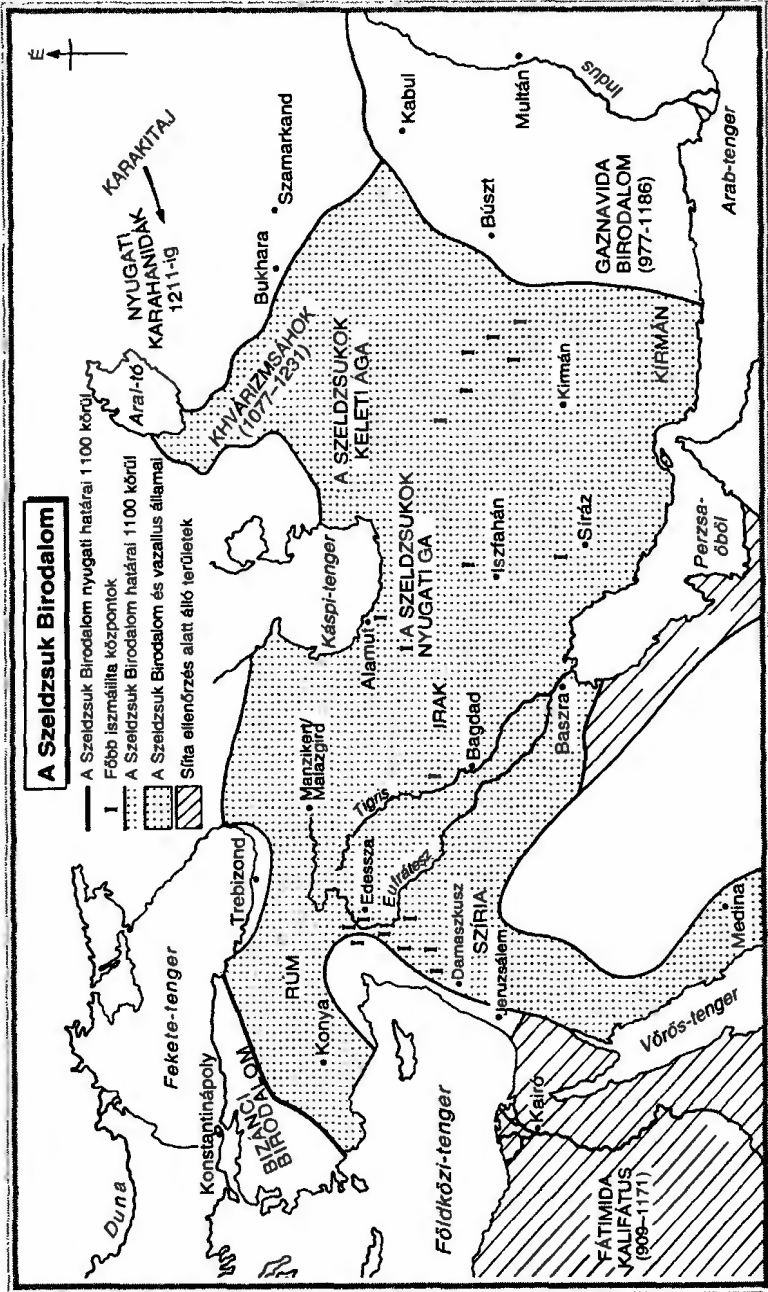 A Szeldzsuk Birodalom
A Szeldzsuk Birodalom nyugati határai 1100 körül
I Főbb iszmáilita központok
A Szeldzsuk Birodalom határai 1100 körül
A Szeldzsuk Birodalom és vazallus államai
Síita ellenőrzés alatt álló területek
É
Duna
Fekete-tenger
Konstantinápoly
BIZÁNCI
BIRODALOM
Trebizond
RÚM
Konya
Manzikert/
Malazgird
Edessza
Tigris
Eufrátesz
Földközi-tenger
Damaszkusz
SZÍRIA
Jeruzsálem
Kairó
FÁTIMIDA
KALIFÁTUS
(909–1171)
Vörös-tenger
Medina
IRAK
Bagdad
Baszra
Káspi-tenger
Alamut
A SZELDZSUKOK
NYUGATI GA
Iszfahán
Síráz
Perzsa-
öböl
Aral-tó
KHVÁRIZMSÁHOK
(1077–1231)
A SZELDZSUKOK
KELETI ÁGA
Kirmán
KIRMÁN
NYUGATI
KARAHANIDÁK
1211-ig
KARAKITAJ
Bukhara
Szamarkand
Kabul
Búszt
Multán
Indus
GAZNAVIDA
BIRODALOM
(977-1186)
Arab-tenger